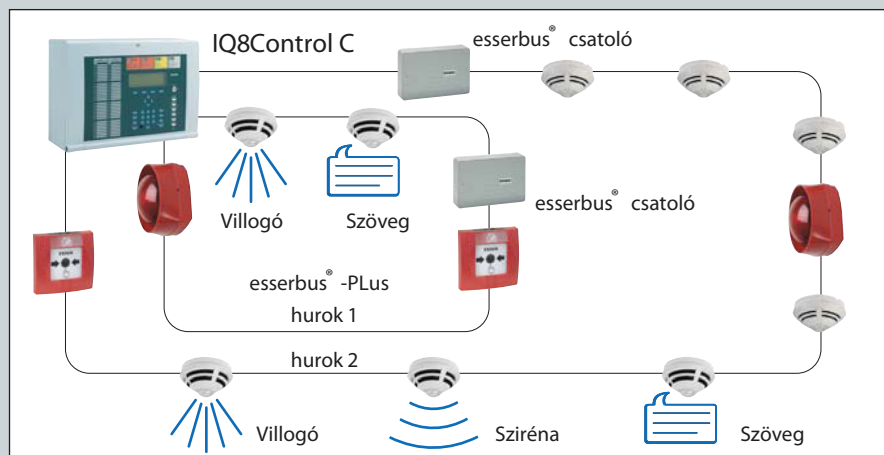 IQ8Control C
esserbus® csatoló
Villogó
Szöveg
esserbus® csatoló
esserbus® -PLus
hurok 1
hurok 2
Villogó
Sziréna
Szöveg